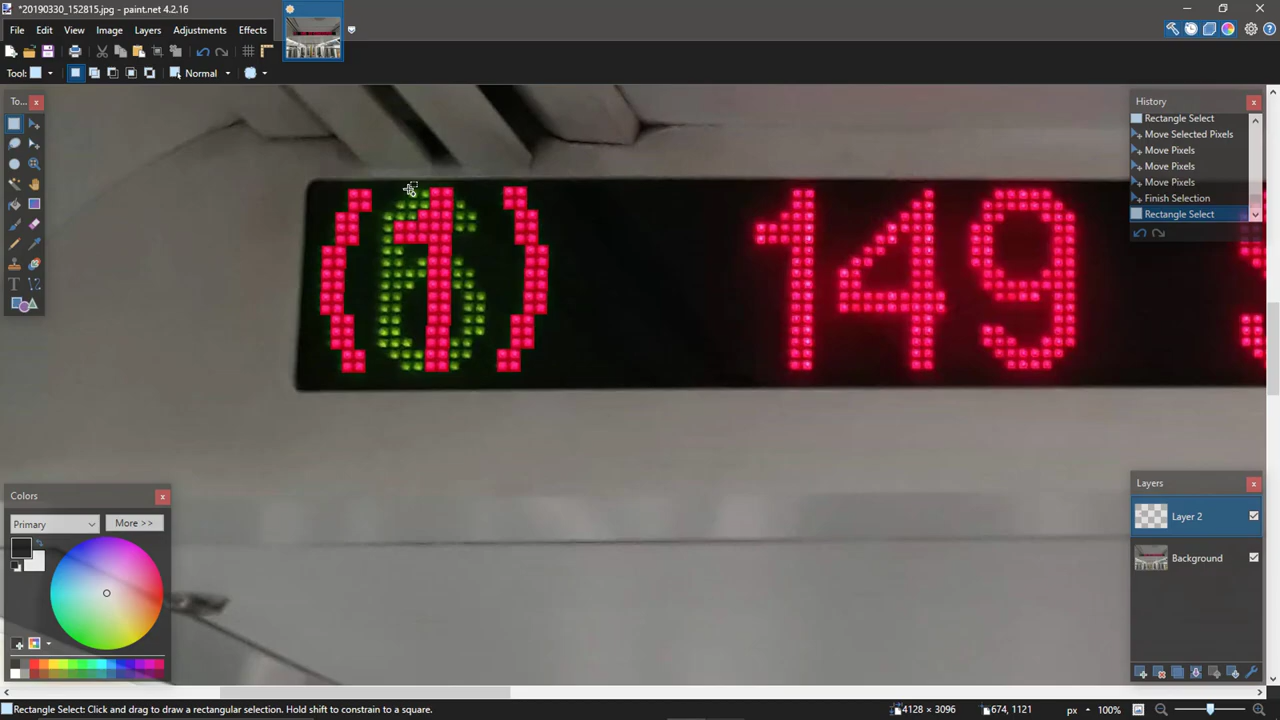 *20190330_152815.jpg - paint.net 4.2.16
File Edit View Image Layers Adjustments Effects
Tool: Normal
To...
History
Rectangle Select
Move Selected Pixels
Move Pixels
Move Pixels
Move Pixels
Finish Selection
Rectangle Select
(1) 149
Colors
Primary More >>
Layers
Layer 2
Background
Rectangle Select: Click and drag to draw a rectangular selection. Hold shift to constrain to a square. 4128 × 3096 674, 1121 px 100%